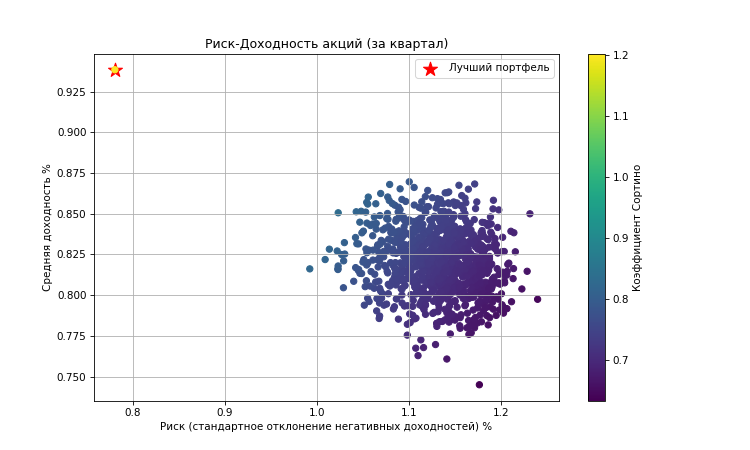 Риск-Доходность акций (за квартал)
Лучший портфель
Средняя доходность %
0.925
0.900
0.875
0.850
0.825
0.800
0.775
0.750
0.8 0.9 1.0 1.1 1.2
Риск (стандартное отклонение негативных доходностей) %
1.2
1.1
1.0
0.9
0.8
0.7
Коэффициент Сортино